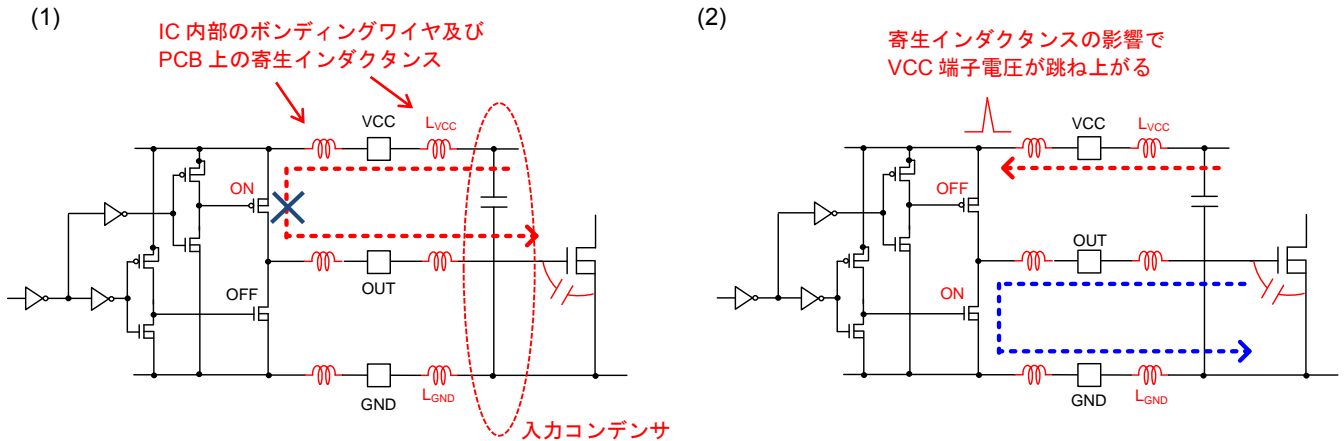 (1)
IC 内部のボンディングワイヤ及び
PCB 上の寄生インダクタンス
VCC
LVCC
ON
OFF
OUT
GND
LGND
入力コンデンサ
(2)
寄生インダクタンスの影響で
VCC 端子電圧が跳ね上がる
VCC
LVCC
OFF
OUT
ON
GND
LGND